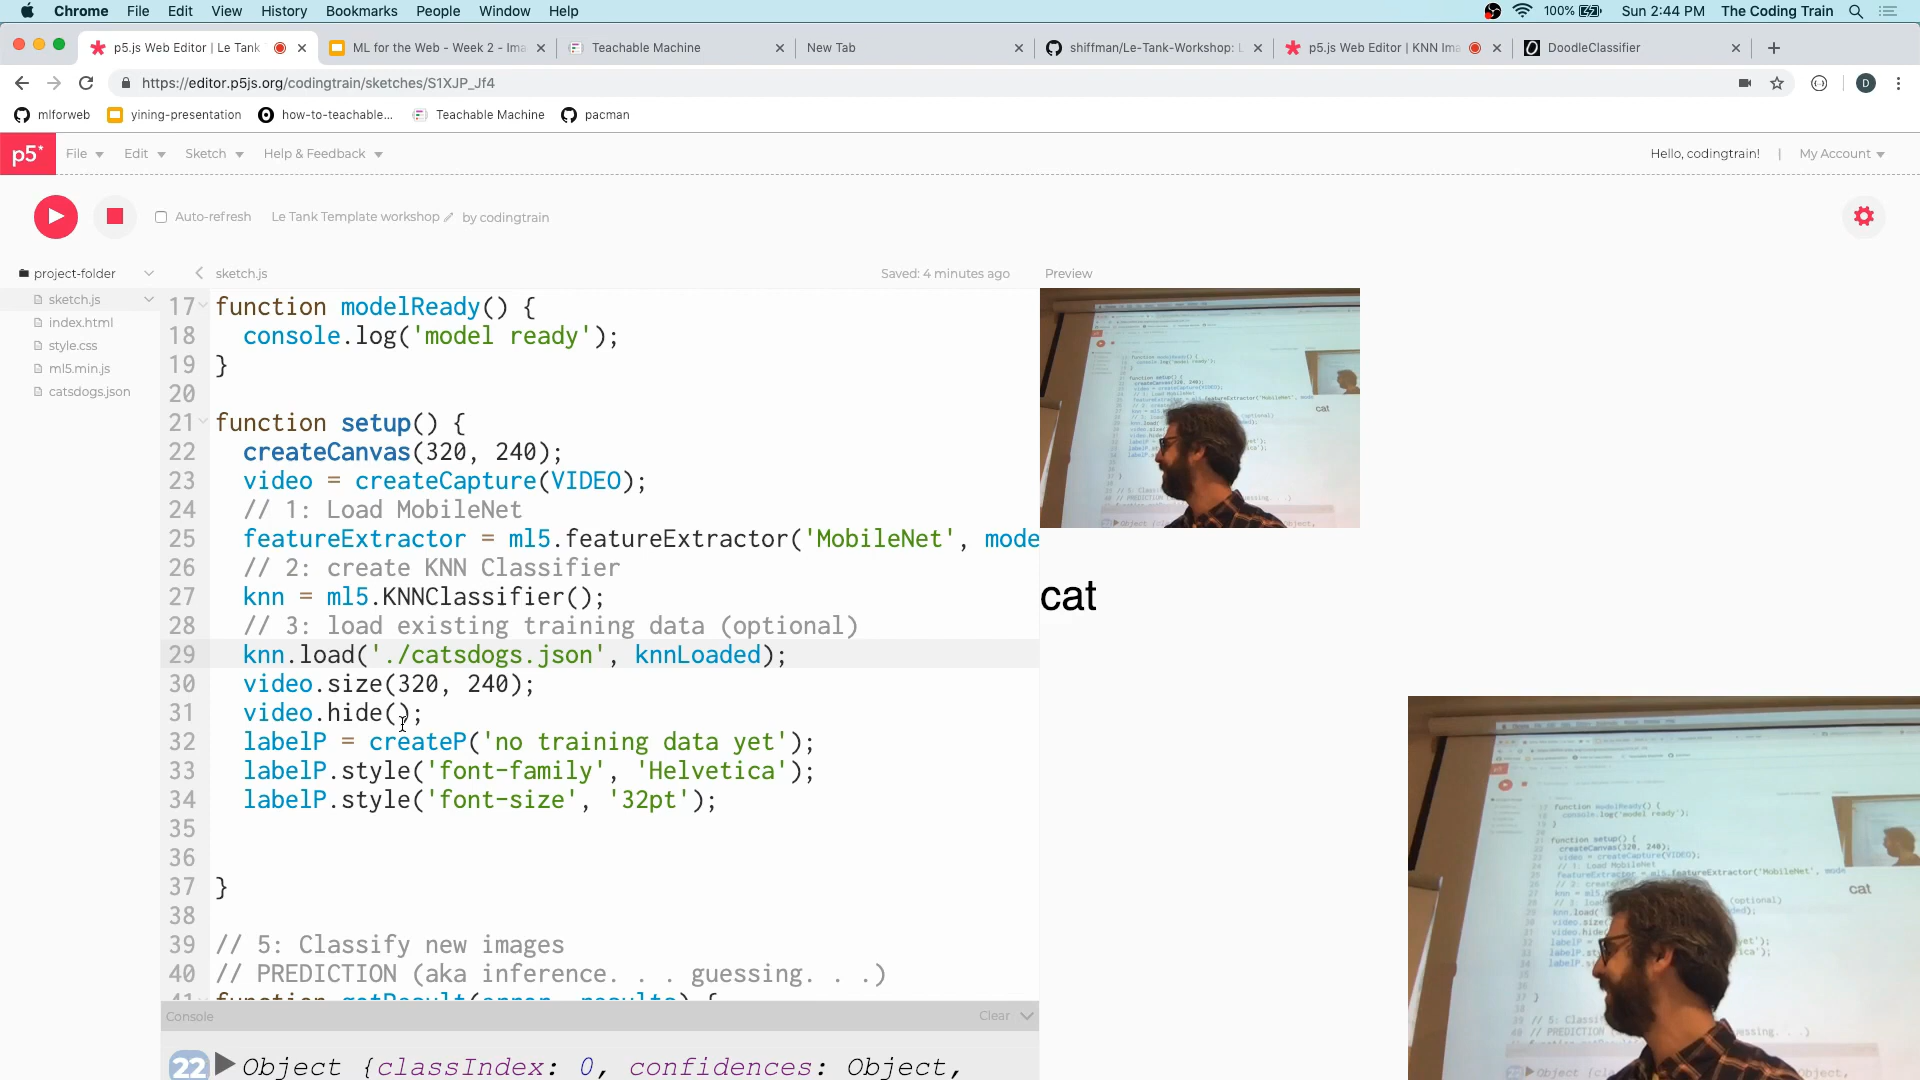 Chrome File Edit View History Bookmarks People Window Help 100% Sun 2:44 PM The Coding Train
p5.js Web Editor | Le Tank ML for the Web - Week 2 - Ima Teachable Machine New Tab shiffman/Le-Tank-Workshop: L p5.js Web Editor | KNN Ima DoodleClassifier
https://editor.p5js.org/codingtrain/sketches/S1XJP_Jf4 D
mlforweb yining-presentation how-to-teachable... Teachable Machine pacman
p5* File Edit Sketch Help & Feedback Hello, codingtrain! | My Account
Auto-refresh Le Tank Template workshop by codingtrain
project-folder sketch.js Saved: 4 minutes ago Preview
sketch.js
index.html
style.css
ml5.min.js
catsdogs.json
17 function modelReady() {
18 console.log('model ready');
19 }
20
21 function setup() {
22 createCanvas(320, 240);
23 video = createCapture(VIDEO);
24 // 1: Load MobileNet
25 featureExtractor = ml5.featureExtractor('MobileNet', mode
26 // 2: create KNN Classifier
27 knn = ml5.KNNClassifier();
28 // 3: load existing training data (optional)
29 knn.load('./catsdogs.json', knnLoaded);
30 video.size(320, 240);
31 video.hide();
32 labelP = createP('no training data yet');
33 labelP.style('font-family', 'Helvetica');
34 labelP.style('font-size', '32pt');
35
36
37 }
38
39 // 5: Classify new images
40 // PREDICTION (aka inference. . . guessing. . .)
41 function getResult(error, results) {
cat
Console Clear
22 Object {classIndex: 0, confidences: Object,